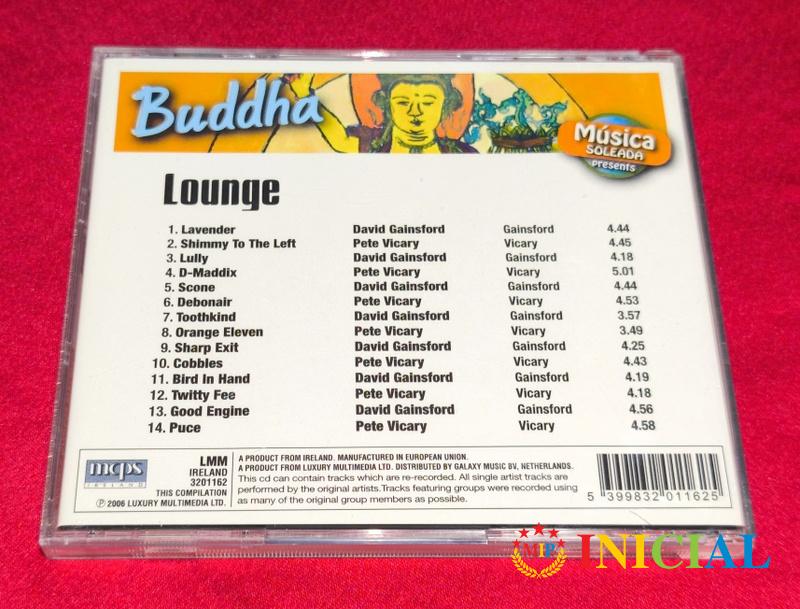 Buddha
Música
SOLEADA
presents
Lounge
1. Lavender David Gainsford Gainsford 4.44
2. Shimmy To The Left Pete Vicary Vicary 4.45
3. Lully David Gainsford Gainsford 4.18
4. D-Maddix Pete Vicary Vicary 5.01
5. Scone David Gainsford Gainsford 4.44
6. Debonair Pete Vicary Vicary 4.53
7. Toothkind David Gainsford Gainsford 3.57
8. Orange Eleven Pete Vicary Vicary 3.49
9. Sharp Exit David Gainsford Gainsford 4.25
10. Cobbles Pete Vicary Vicary 4.43
11. Bird In Hand David Gainsford Gainsford 4.19
12. Twitty Fee Pete Vicary Vicary 4.18
13. Good Engine David Gainsford Gainsford 4.56
14. Puce Pete Vicary Vicary 4.58
mcps
IRELAND
LMM
IRELAND
3201162
THIS COMPILATION
℗ 2006 LUXURY MULTIMEDIA LTD.
A PRODUCT FROM IRELAND. MANUFACTURED IN EUROPEAN UNION.
A PRODUCT FROM LUXURY MULTIMEDIA LTD. DISTRIBUTED BY GALAXY MUSIC BV, NETHERLANDS.
This cd can contain tracks which are re-recorded. All single artist tracks are
performed by the original artists.Tracks featuring groups were recorded using
as many of the original group members as possible.
5 399832 011625
MIP INICIAL